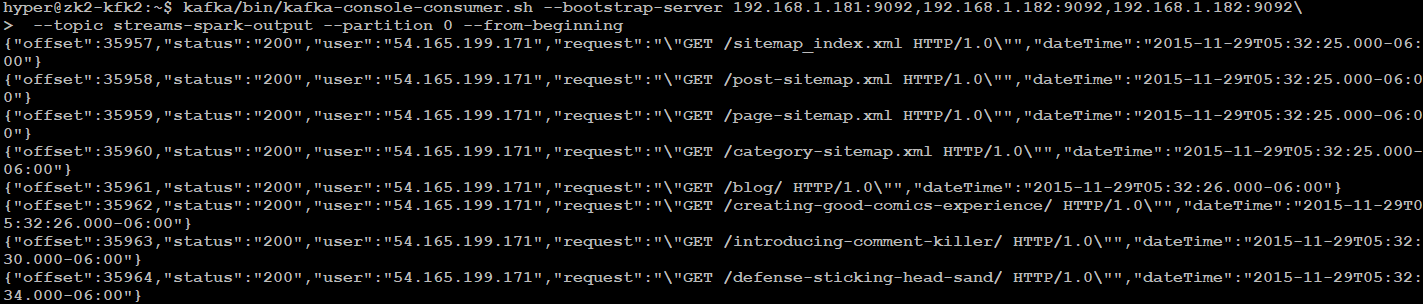 hyper@zk2-kfk2:~$ kafka/bin/kafka-console-consumer.sh --bootstrap-server 192.168.1.181:9092,192.168.1.182:9092,192.168.1.182:9092\
>  --topic streams-spark-output --partition 0 --from-beginning
{"offset":35957,"status":"200","user":"54.165.199.171","request":"\"GET /sitemap_index.xml HTTP/1.0\"","dateTime":"2015-11-29T05:32:25.000-06:
00"}
{"offset":35958,"status":"200","user":"54.165.199.171","request":"\"GET /post-sitemap.xml HTTP/1.0\"","dateTime":"2015-11-29T05:32:25.000-06:0
0"}
{"offset":35959,"status":"200","user":"54.165.199.171","request":"\"GET /page-sitemap.xml HTTP/1.0\"","dateTime":"2015-11-29T05:32:25.000-06:0
0"}
{"offset":35960,"status":"200","user":"54.165.199.171","request":"\"GET /category-sitemap.xml HTTP/1.0\"","dateTime":"2015-11-29T05:32:25.000-
06:00"}
{"offset":35961,"status":"200","user":"54.165.199.171","request":"\"GET /blog/ HTTP/1.0\"","dateTime":"2015-11-29T05:32:26.000-06:00"}
{"offset":35962,"status":"200","user":"54.165.199.171","request":"\"GET /creating-good-comics-experience/ HTTP/1.0\"","dateTime":"2015-11-29T0
5:32:26.000-06:00"}
{"offset":35963,"status":"200","user":"54.165.199.171","request":"\"GET /introducing-comment-killer/ HTTP/1.0\"","dateTime":"2015-11-29T05:32:
30.000-06:00"}
{"offset":35964,"status":"200","user":"54.165.199.171","request":"\"GET /defense-sticking-head-sand/ HTTP/1.0\"","dateTime":"2015-11-29T05:32:
34.000-06:00"}